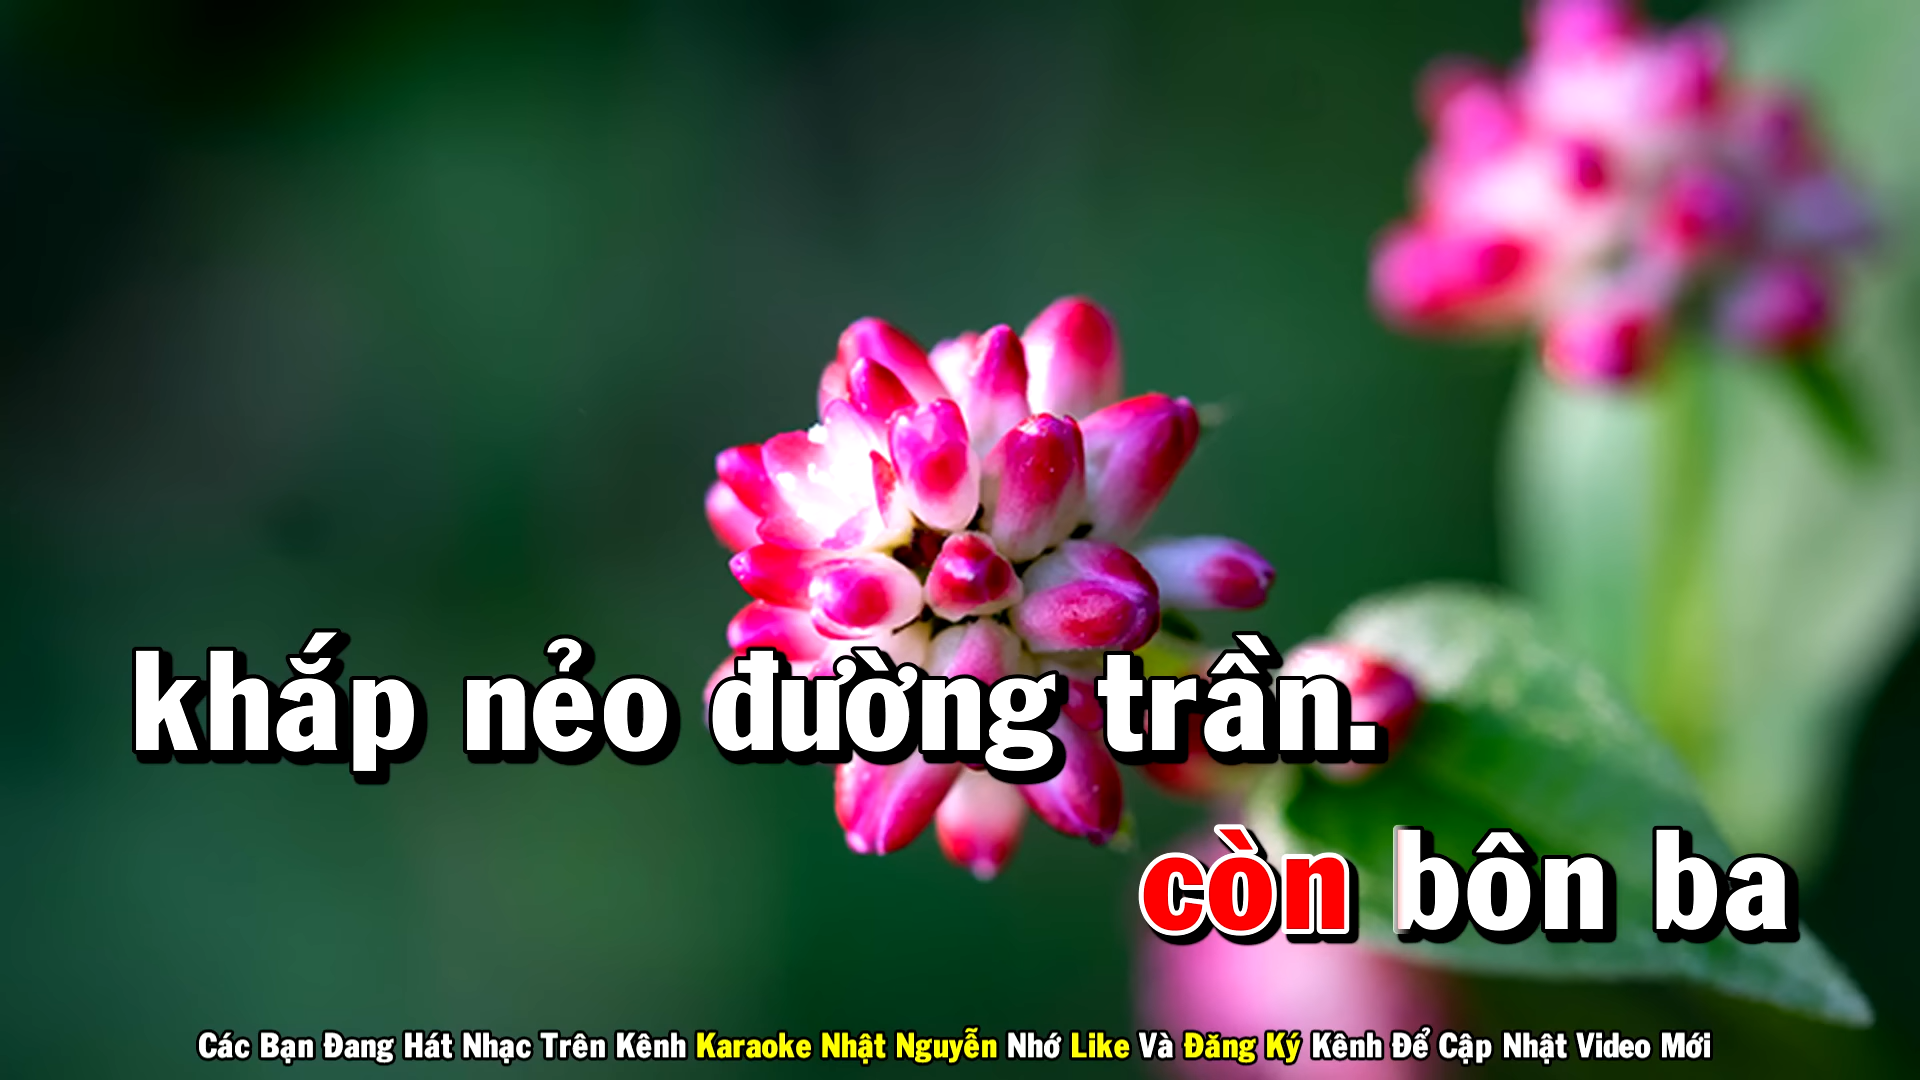 khắp nẻo đường trần.
còn bôn ba
Các Bạn Đang Hát Nhạc Trên Kênh Karaoke Nhật Nguyễn Nhớ Like Và Đăng Ký Kênh Để Cập Nhật Video Mới